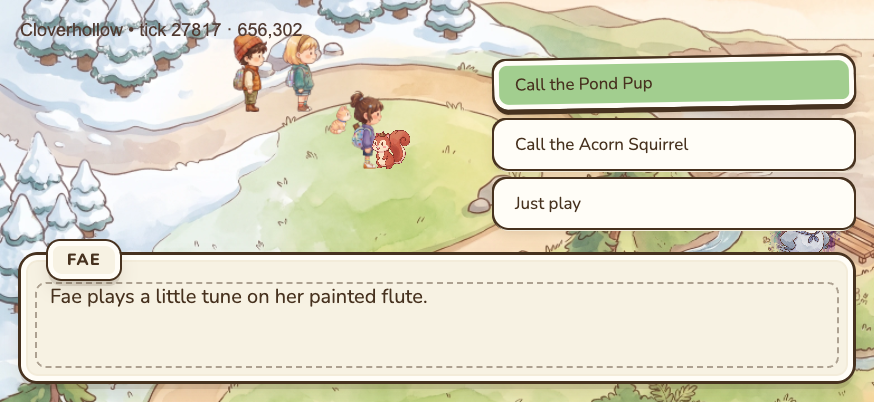 Cloverhollow • tick 27817 · 656,302
Call the Pond Pup
Call the Acorn Squirrel
Just play
FAE
Fae plays a little tune on her painted flute.